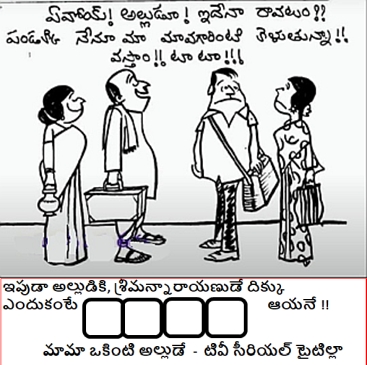 ఏవోయ్! అల్లుడూ! ఇదేనా రావటం??
పండక్కి నేనూ మా మావగారింటికి వెళుతున్నా!!
వస్తాం!! టా టా!!!
ఇపుడా అల్లుడికి, శ్రీమన్నారాయణుడే దిక్కు
ఎందుకంటే ఆయనే !!
మామా ఒకింటి అల్లుడే - టివీ సీరియల్ టైటిల్లా